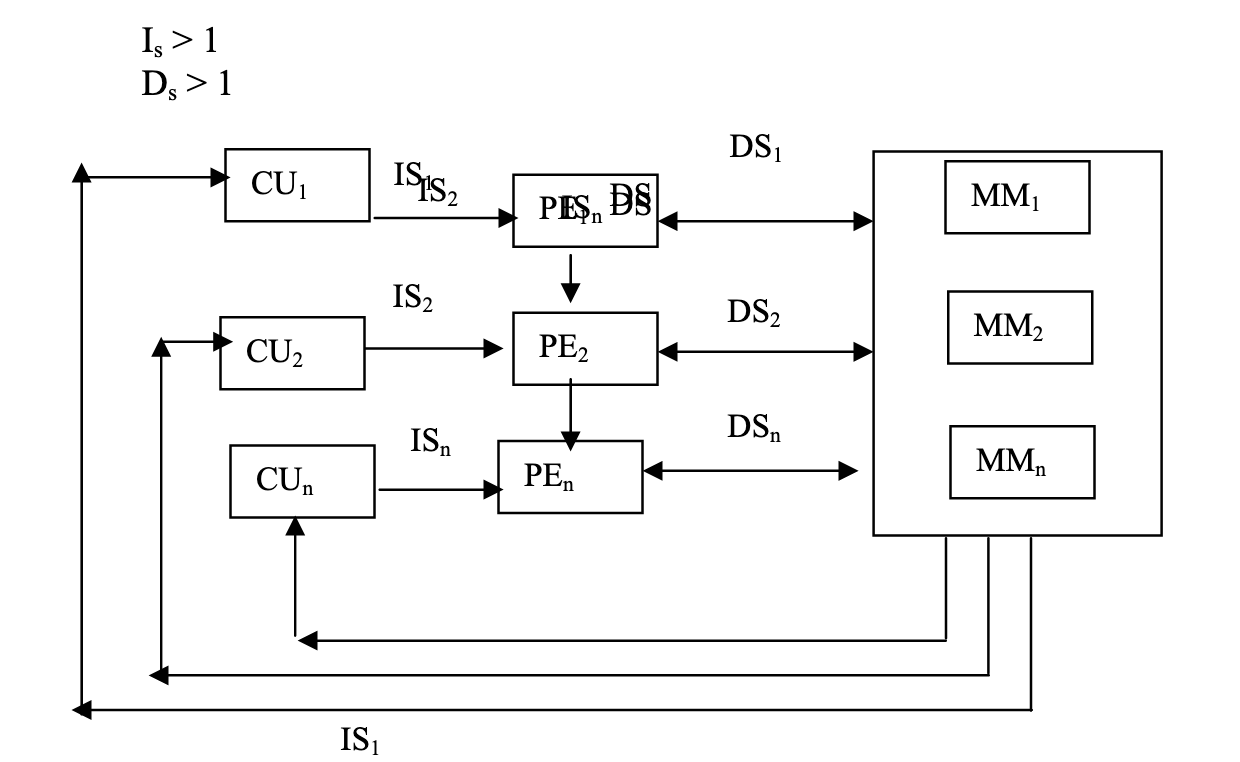 Iₛ > 1
Dₛ > 1
DS₁
CU₁
IS₁
IS₂
PE₁
ISₙ
DS
DS
MM₁
IS₂
DS₂
CU₂
PE₂
MM₂
ISₙ
DSₙ
CUₙ
PEₙ
MMₙ
IS₁